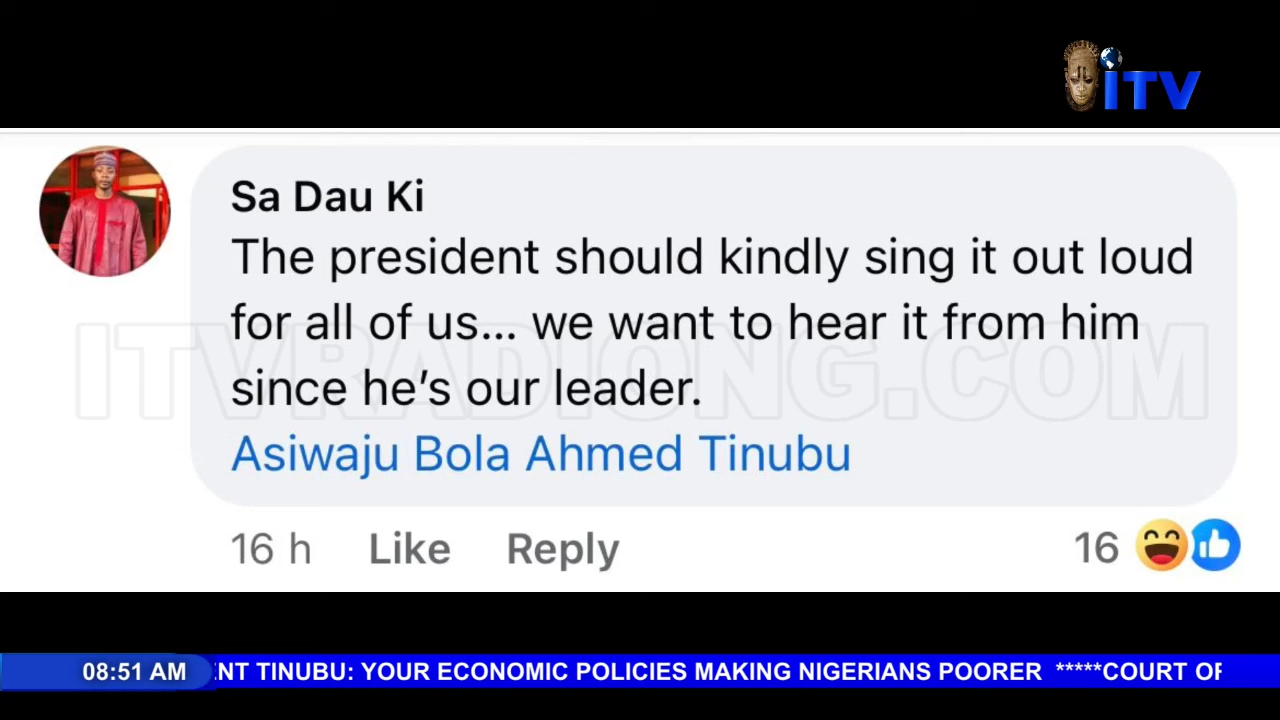 iTV
Sa Dau Ki
The president should kindly sing it out loud
for all of us... we want to hear it from him
since he's our leader.
Asiwaju Bola Ahmed Tinubu
16 h Like Reply 16
ITVRADIONG.COM
08:51 AM NT TINUBU: YOUR ECONOMIC POLICIES MAKING NIGERIANS POORER *****COURT OF